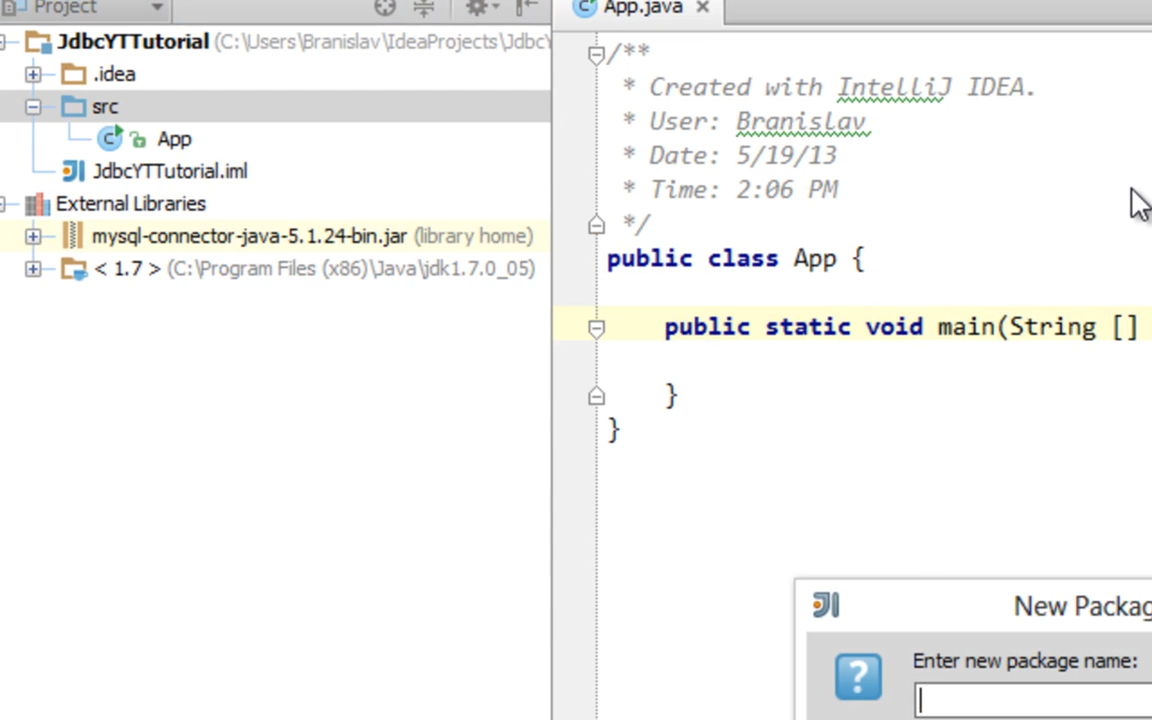 Project
App.java
JdbcYTTutorial (C:\Users\Branislav\IdeaProjects\JdbcY
.idea
src
App
JdbcYTTutorial.iml
External Libraries
mysql-connector-java-5.1.24-bin.jar (library home)
< 1.7 > (C:\Program Files (x86)\Java\jdk1.7.0_05)
/**
* Created with IntelliJ IDEA.
* User: Branislav
* Date: 5/19/13
* Time: 2:06 PM
*/
public class App {
public static void main(String []
}
}
New Packag
Enter new package name: